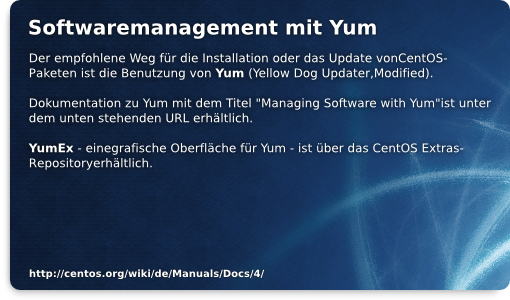 Softwaremanagement mit Yum
Der empfohlene Weg für die Installation oder das Update vonCentOS-
Paketen ist die Benutzung von Yum (Yellow Dog Updater,Modified).
Dokumentation zu Yum mit dem Titel "Managing Software with Yum"ist unter
dem unten stehenden URL erhältlich.
YumEx - einegrafische Oberfläche für Yum - ist über das CentOS Extras-
Repositoryerhältlich.
http://centos.org/wiki/de/Manuals/Docs/4/